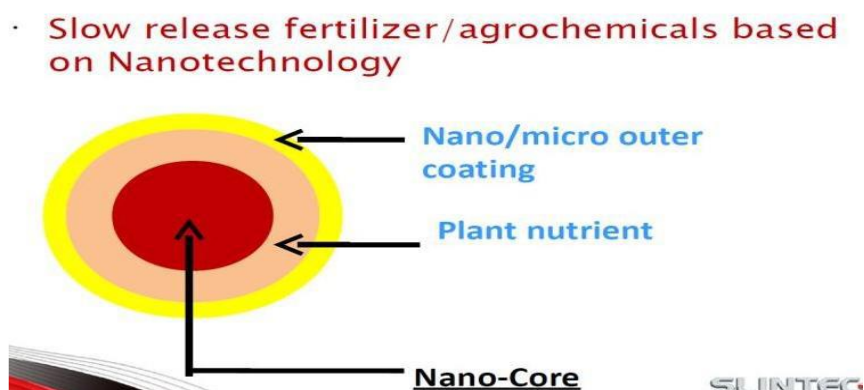 · Slow release fertilizer/agrochemicals based
on Nanotechnology
Nano/micro outer
coating
Plant nutrient
Nano-Core